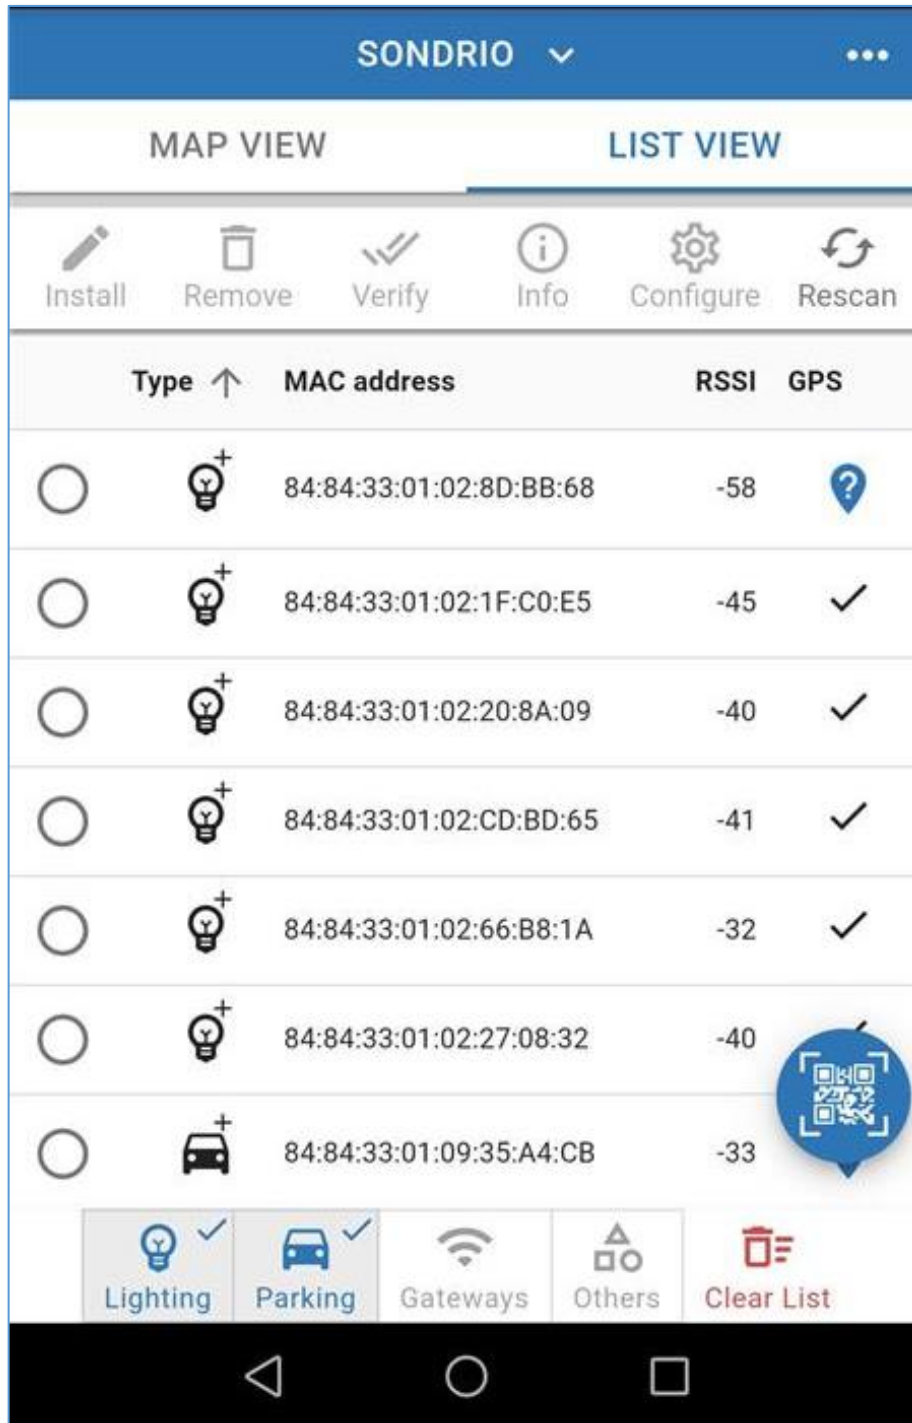 SONDRIO
MAP VIEW LIST VIEW
Install Remove Verify Info Configure Rescan
Type MAC address RSSI GPS
84:84:33:01:02:8D:BB:68 -58
84:84:33:01:02:1F:C0:E5 -45
84:84:33:01:02:20:8A:09 -40
84:84:33:01:02:CD:BD:65 -41
84:84:33:01:02:66:B8:1A -32
84:84:33:01:02:27:08:32 -40
84:84:33:01:09:35:A4:CB -33
Lighting Parking Gateways Others Clear List